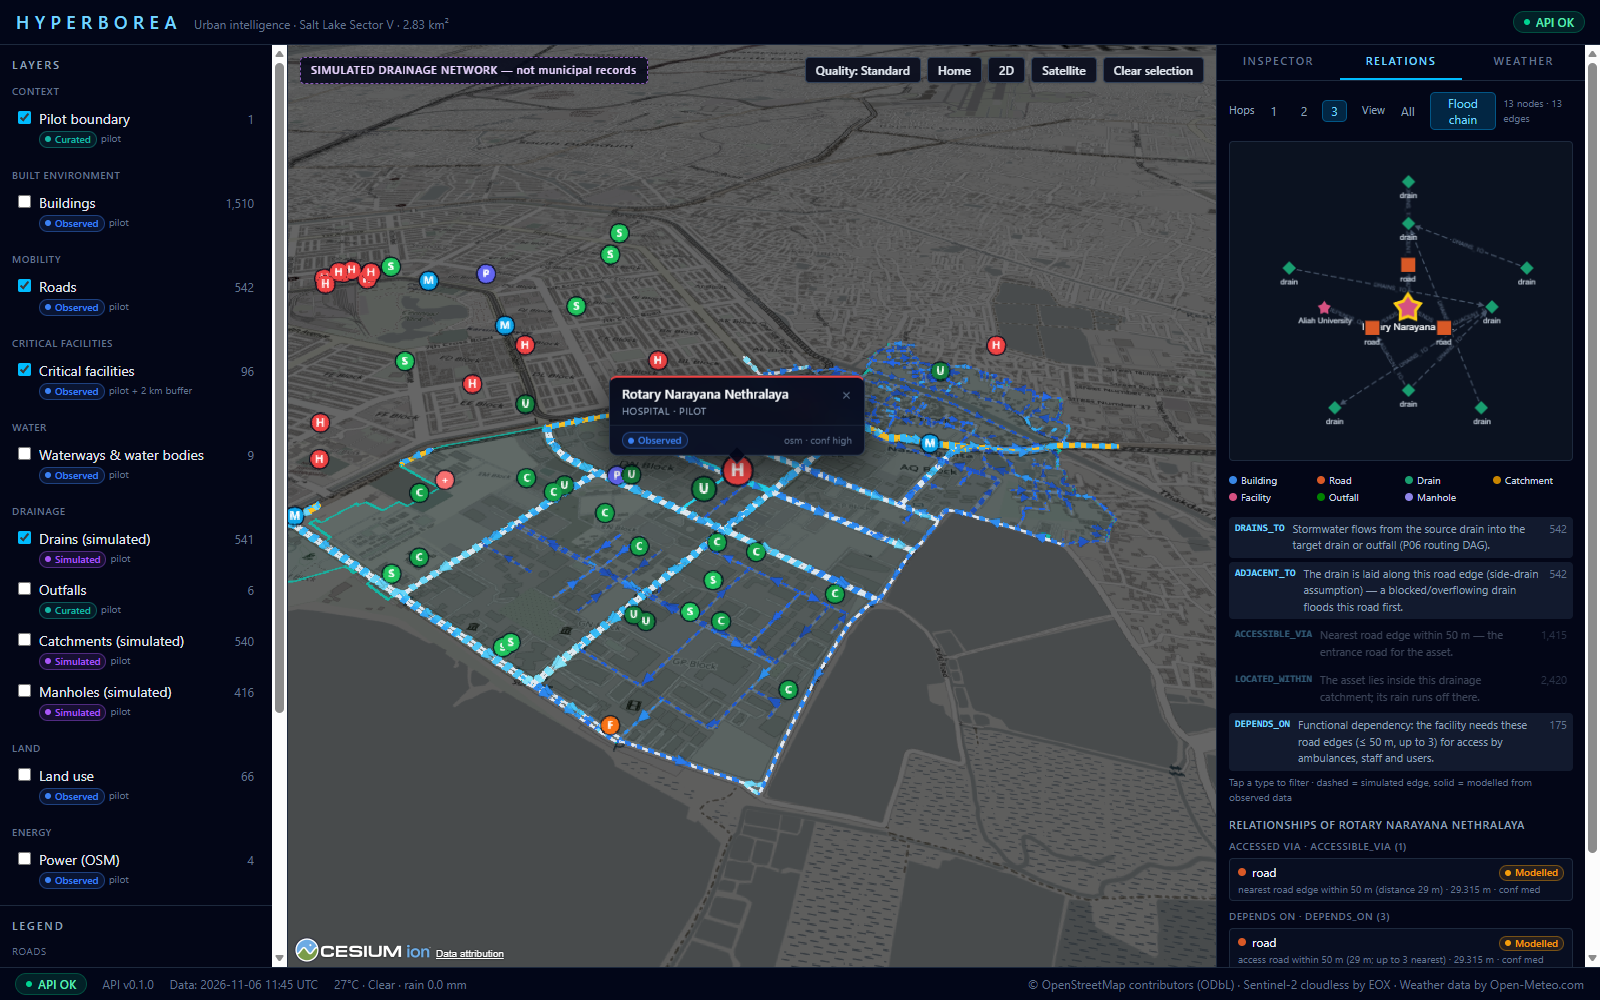 HYPERBOREA
Urban intelligence · Salt Lake Sector V · 2.83 km²
API OK
LAYERS
CONTEXT
Pilot boundary 1
Curated pilot
BUILT ENVIRONMENT
Buildings 1,510
Observed pilot
MOBILITY
Roads 542
Observed pilot
CRITICAL FACILITIES
Critical facilities 96
Observed pilot + 2 km buffer
WATER
Waterways & water bodies 9
Observed pilot
DRAINAGE
Drains (simulated) 541
Simulated pilot
Outfalls 6
Curated pilot
Catchments (simulated) 540
Simulated pilot
Manholes (simulated) 416
Simulated pilot
LAND
Land use 66
Observed pilot
ENERGY
Power (OSM) 4
Observed pilot
LEGEND
ROADS
SIMULATED DRAINAGE NETWORK — not municipal records
Quality: Standard
Home
2D
Satellite
Clear selection
Rotary Narayana Nethralaya ×
HOSPITAL · PILOT
Observed osm · conf high
CESIUM ion Data attribution
INSPECTOR
RELATIONS
WEATHER
Hops 1 2 3 View All Flood chain
13 nodes · 13 edges
drain
drain
road
drain
drain
Aliah University
drain
road
road
drain
drain
drain
Building
Road
Drain
Catchment
Facility
Outfall
Manhole
DRAINS_TO Stormwater flows from the source drain into the 542
target drain or outfall (P06 routing DAG).
ADJACENT_TO The drain is laid along this road edge (side-drain 542
assumption) — a blocked/overflowing drain
floods this road first.
ACCESSIBLE_VIA Nearest road edge within 50 m — the 1,415
entrance road for the asset.
LOCATED_WITHIN The asset lies inside this drainage 2,420
catchment; its rain runs off there.
DEPENDS_ON Functional dependency: the facility needs these 175
road edges (≤ 50 m, up to 3) for access by
ambulances, staff and users.
Tap a type to filter · dashed = simulated edge, solid = modelled from
observed data
RELATIONSHIPS OF ROTARY NARAYANA NETHRALAYA
ACCESSED VIA · ACCESSIBLE_VIA (1)
road Modelled
nearest road edge within 50 m (distance 29 m) · 29.315 m · conf med
DEPENDS ON · DEPENDS_ON (3)
road Modelled
access road within 50 m (29 m; up to 3 nearest) · 29.315 m · conf med
API OK
API v0.1.0
Data: 2026-11-06 11:45 UTC
27°C · Clear · rain 0.0 mm
© OpenStreetMap contributors (ODbL) · Sentinel-2 cloudless by EOX · Weather data by Open-Meteo.com